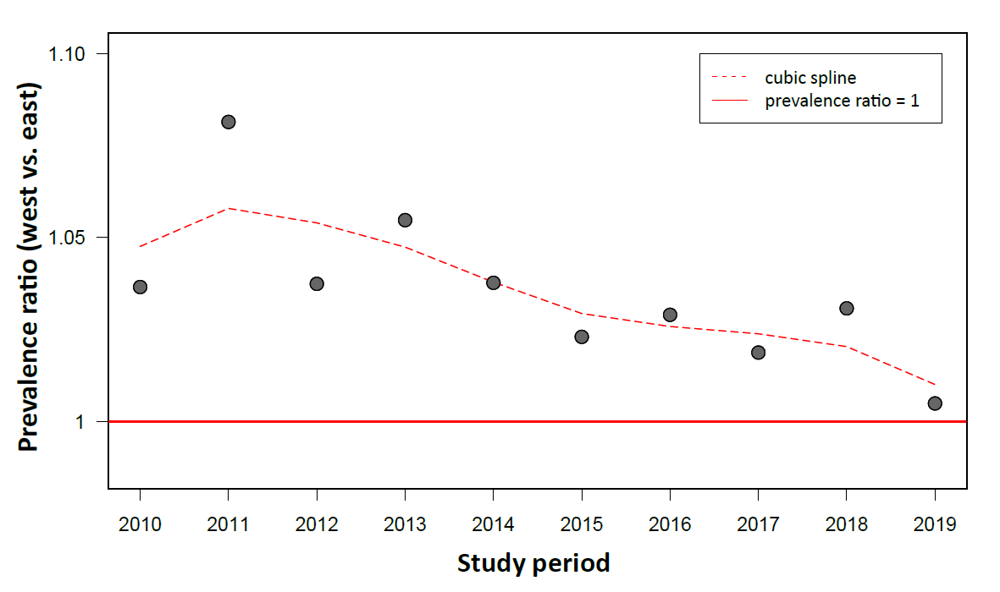 1.10
1.05
1
Prevalence ratio (west vs. east)
cubic spline
prevalence ratio = 1
2010 2011 2012 2013 2014 2015 2016 2017 2018 2019
Study period